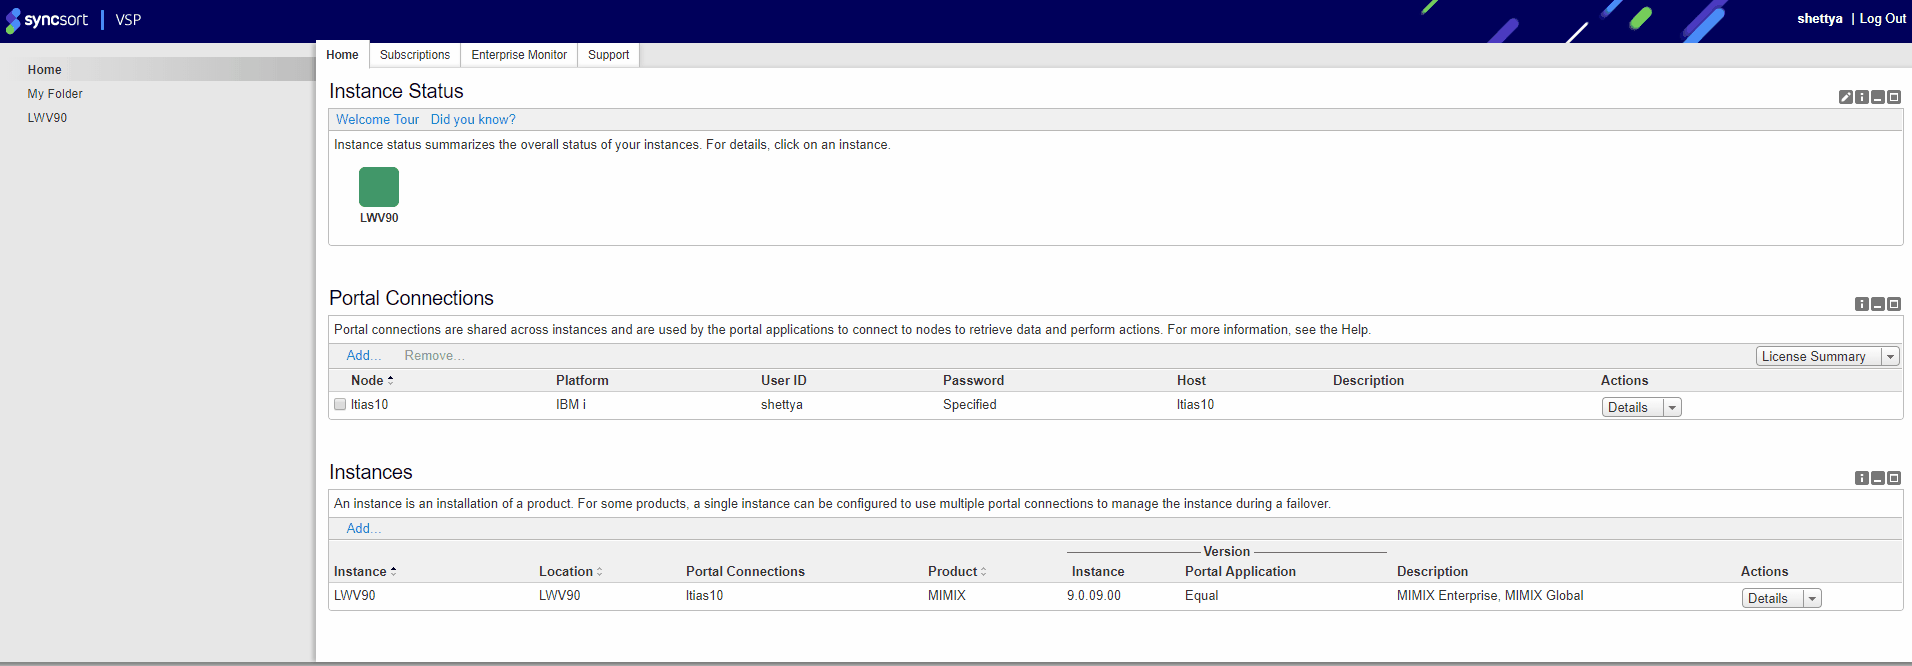 syncsort | VSP
shettya | Log Out
Home
My Folder
LWV90
Home Subscriptions Enterprise Monitor Support
Instance Status
Welcome Tour Did you know?
Instance status summarizes the overall status of your instances. For details, click on an instance.
LWV90
Portal Connections
Portal connections are shared across instances and are used by the portal applications to connect to nodes to retrieve data and perform actions. For more information, see the Help.
Add... Remove... License Summary
Node Platform User ID Password Host Description Actions
ltias10 IBM i shettya Specified ltias10 Details
Instances
An instance is an installation of a product. For some products, a single instance can be configured to use multiple portal connections to manage the instance during a failover.
Add...
Version
Instance Location Portal Connections Product Instance Portal Application Description Actions
LWV90 LWV90 ltias10 MIMIX 9.0.09.00 Equal MIMIX Enterprise, MIMIX Global Details